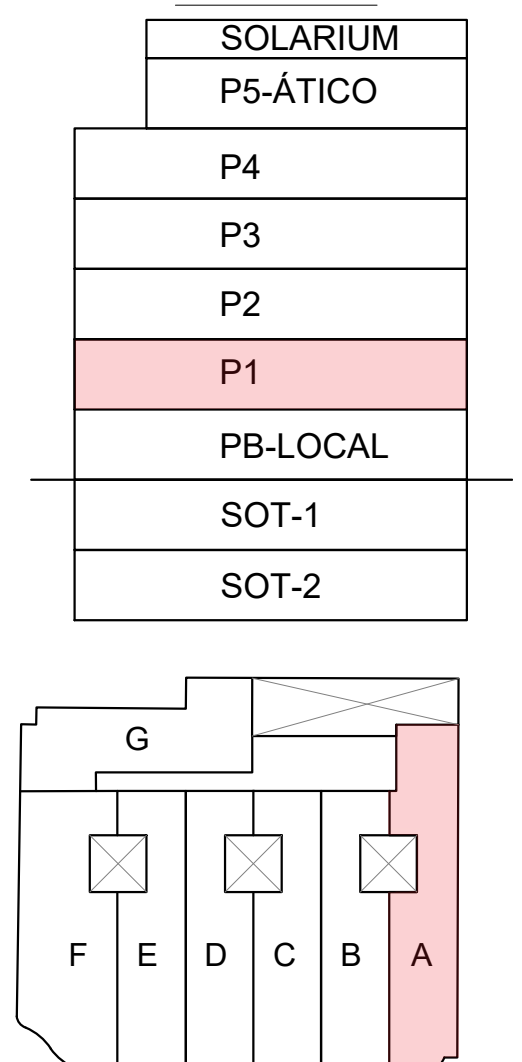 SOLARIUM
P5-ÁTICO
P4
P3
P2
P1
PB-LOCAL
SOT-1
SOT-2
G
F E D C B A